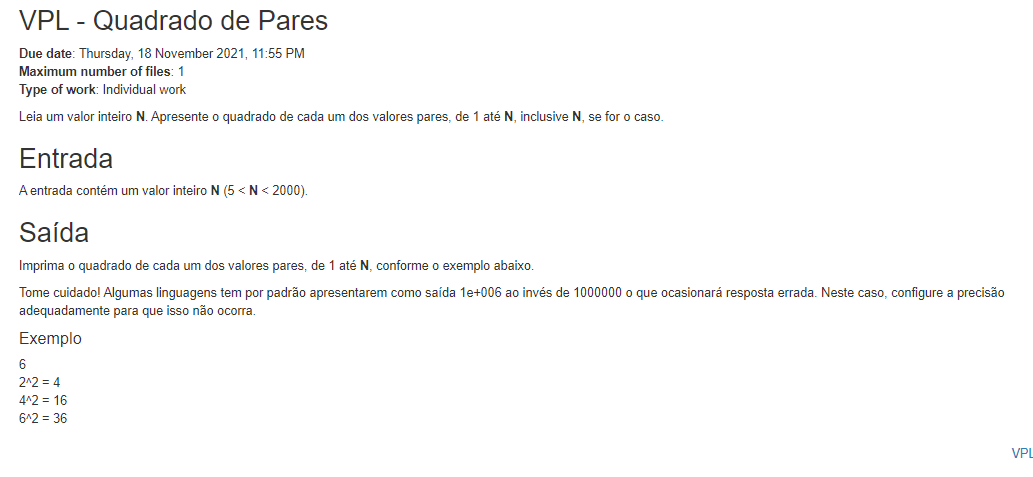 VPL - Quadrado de Pares
Due date: Thursday, 18 November 2021, 11:55 PM
Maximum number of files: 1
Type of work: Individual work
Leia um valor inteiro N. Apresente o quadrado de cada um dos valores pares, de 1 até N, inclusive N, se for o caso.
Entrada
A entrada contém um valor inteiro N (5 < N < 2000).
Saída
Imprima o quadrado de cada um dos valores pares, de 1 até N, conforme o exemplo abaixo.
Tome cuidado! Algumas linguagens tem por padrão apresentarem como saída 1e+006 ao invés de 1000000 o que ocasionará resposta errada. Neste caso, configure a precisão
adequadamente para que isso não ocorra.
Exemplo
6
2^2 = 4
4^2 = 16
6^2 = 36
VPL